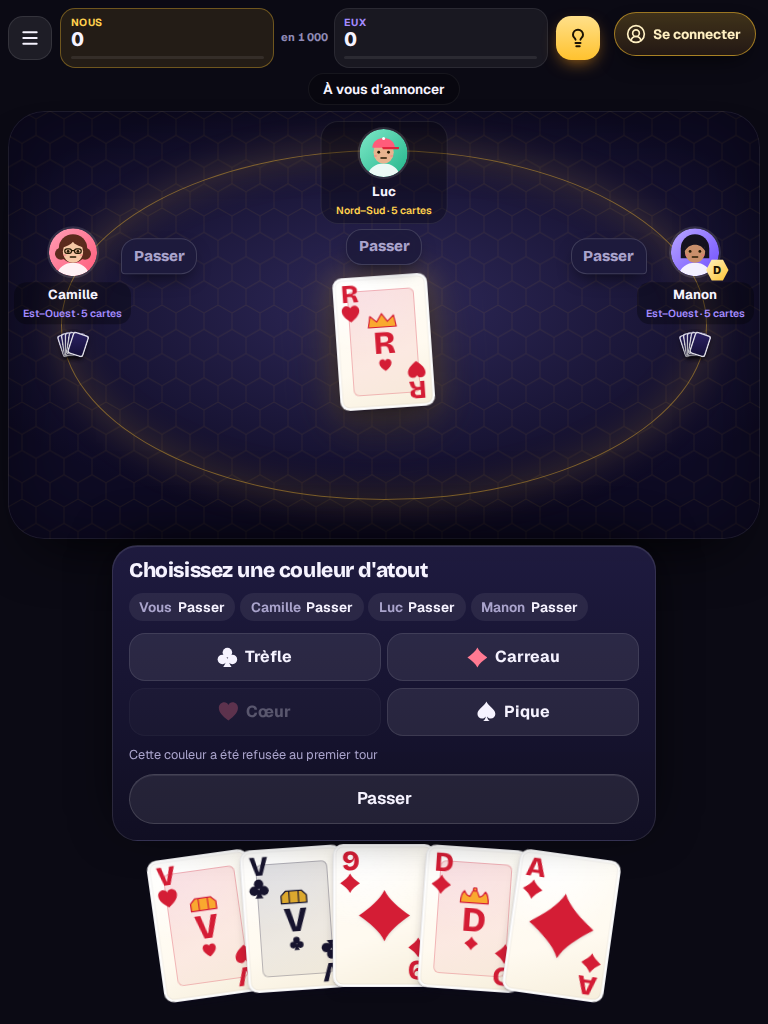 NOUS
0
en 1 000
EUX
0
Se connecter
À vous d'annoncer
Luc
Nord–Sud · 5 cartes
Passer
Passer
Passer
Camille
Est–Ouest · 5 cartes
D
Manon
Est–Ouest · 5 cartes
R
R
R
Choisissez une couleur d'atout
Vous Passer
Camille Passer
Luc Passer
Manon Passer
Trèfle
Carreau
Cœur
Pique
Cette couleur a été refusée au premier tour
Passer
V
V
V
V
V
V
9
9
D
D
D
A
A